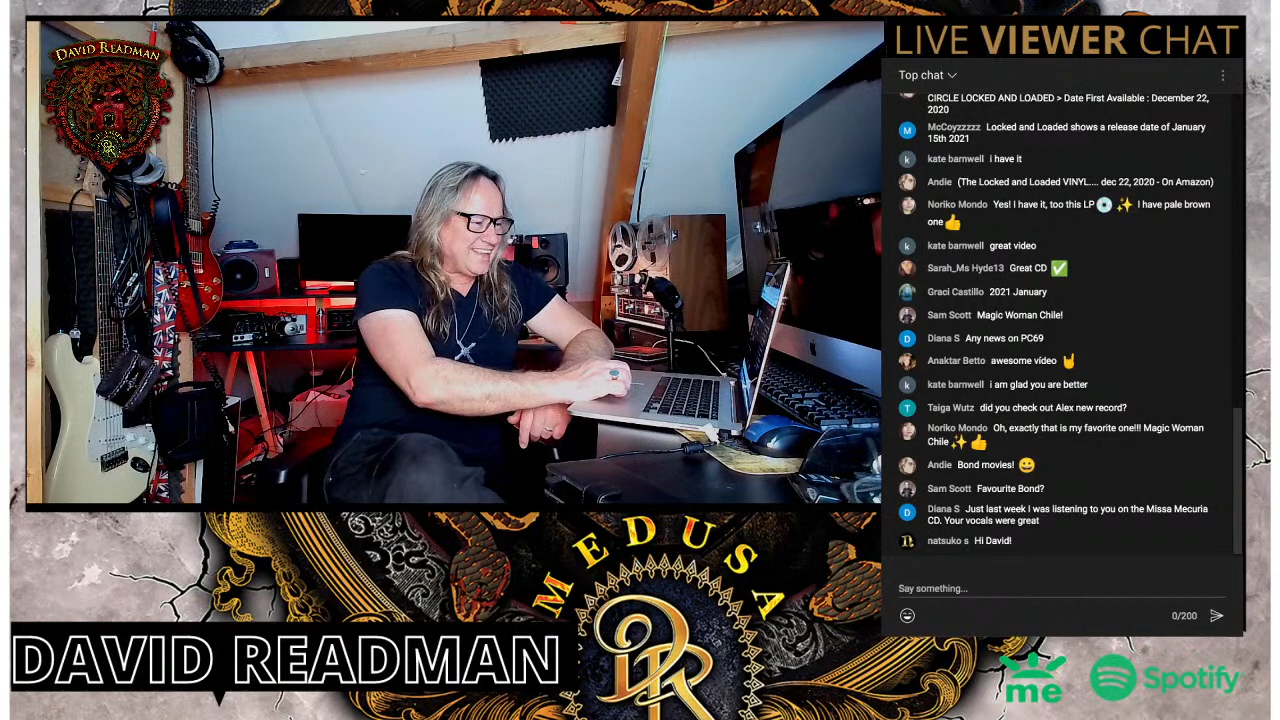 DAVID READMAN
LIVE VIEWER CHAT
Top chat
CIRCLE LOCKED AND LOADED > Date First Available : December 22,
2020
McCoyzzzzz Locked and Loaded shows a release date of January
15th 2021
kate barnwell i have it
Andie (The Locked and Loaded VINYL.... dec 22, 2020 - On Amazon)
Noriko Mondo Yes! I have it, too this LP💿 ✨ I have pale brown
one👍
kate barnwell great video
Sarah_Ms Hyde13 Great CD ✅
Graci Castillo 2021 January
Sam Scott Magic Woman Chile!
Diana S Any news on PC69
Anaktar Betto awesome vídeo 🤘
kate barnwell i am glad you are better
Taiga Wutz did you check out Alex new record?
Noriko Mondo Oh, exactly that is my favorite one!!! Magic Woman
Chile✨👍
Andie Bond movies! 😀
Sam Scott Favourite Bond?
Diana S Just last week I was listening to you on the Missa Mecuria
CD. Your vocals were great
natsuko s Hi David!
Say something...
0/200
MEDUSA
DR
DAVID READMAN
me
Spotify